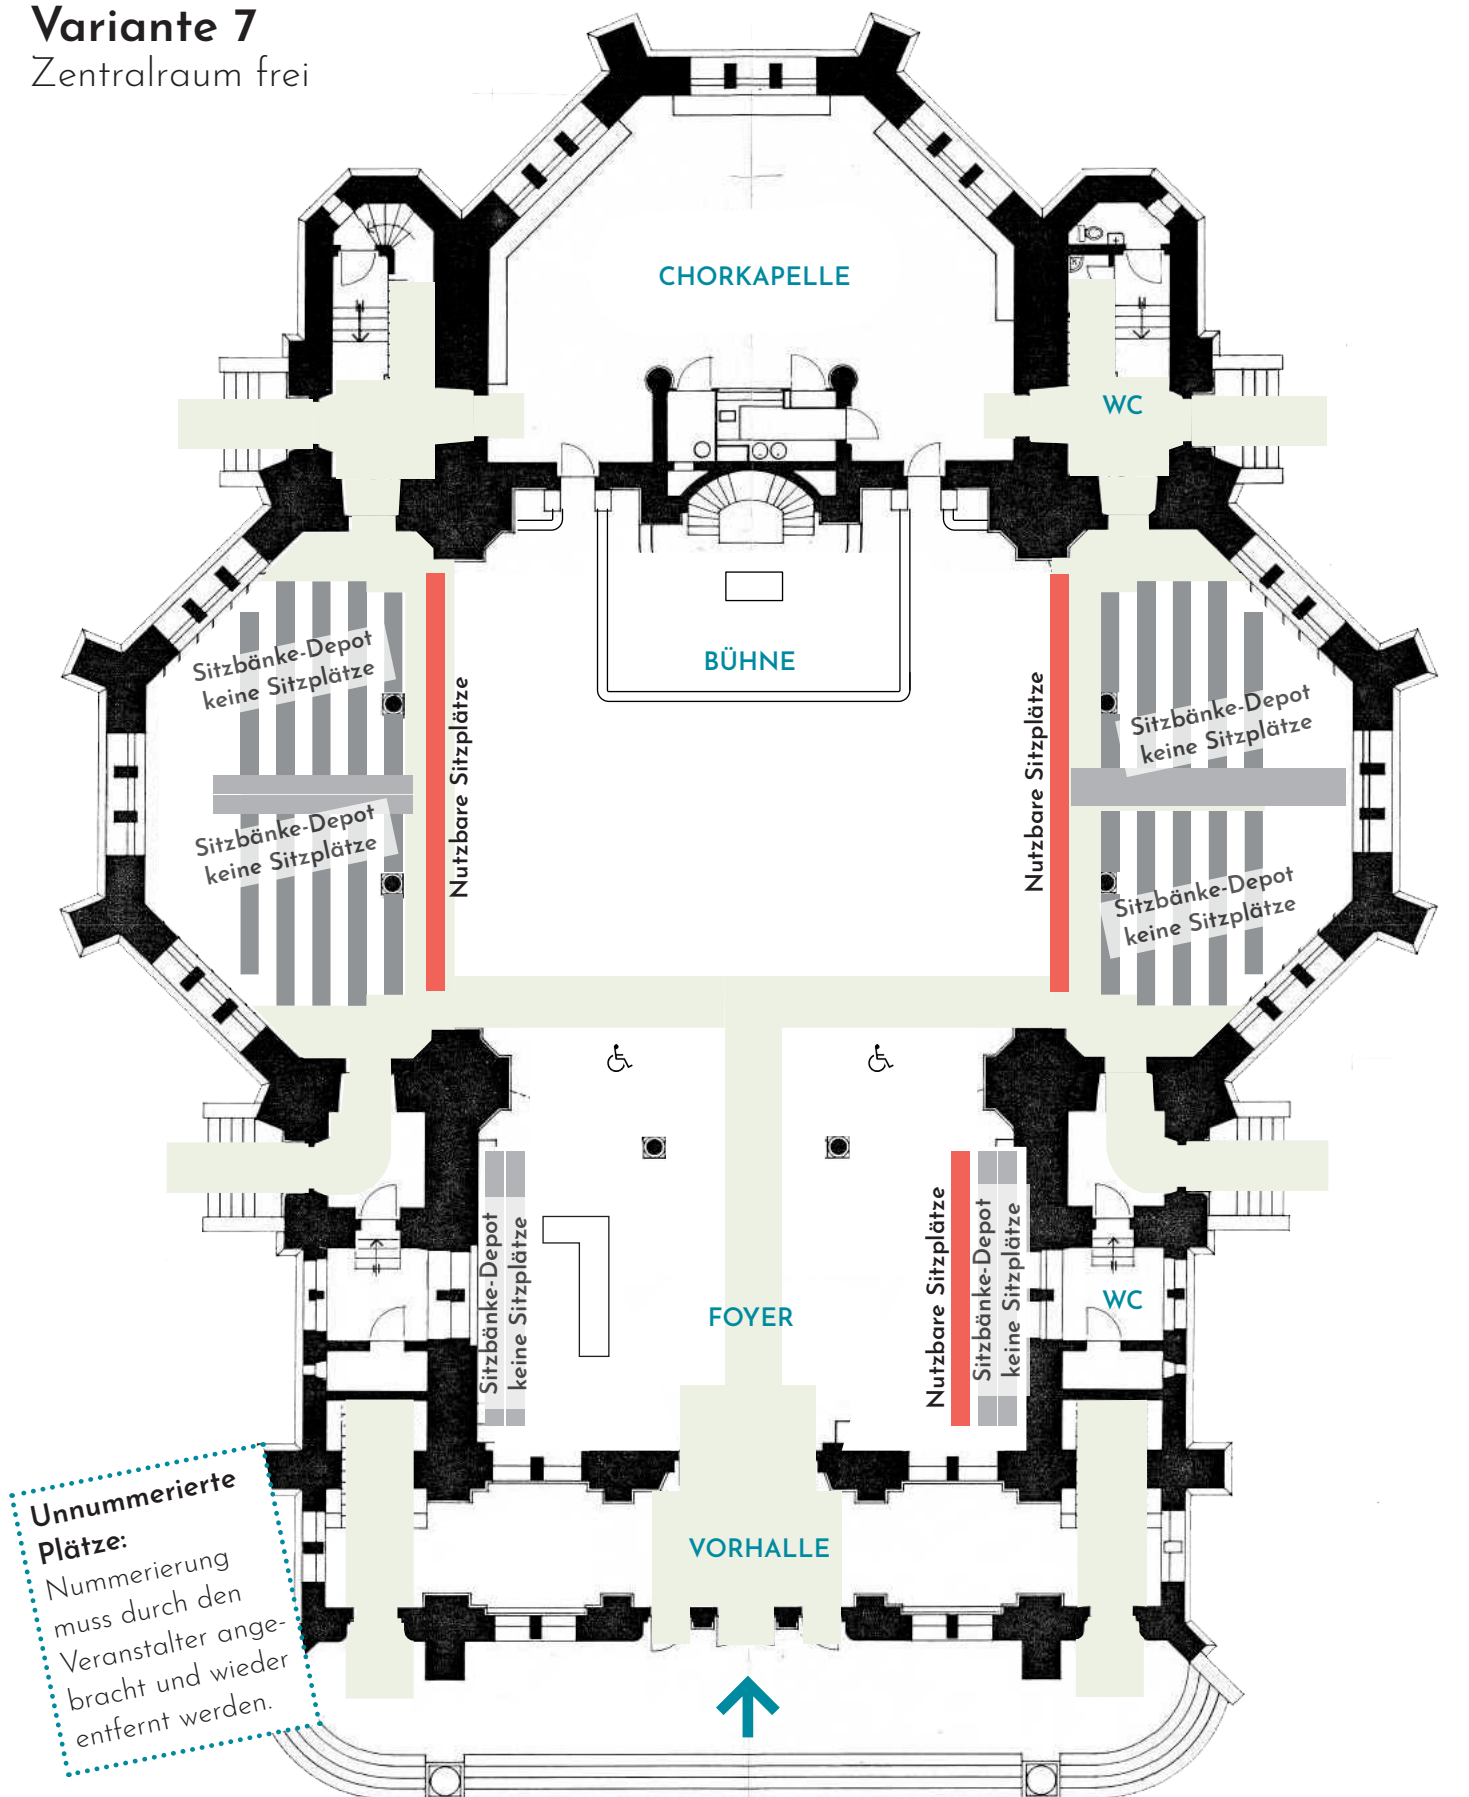 Variante 7
Zentralraum frei
CHORKAPELLE
WC
BÜHNE
Sitzbänke-Depot
keine Sitzplätze
Sitzbänke-Depot
keine Sitzplätze
Nutzbare Sitzplätze
Nutzbare Sitzplätze
Sitzbänke-Depot
keine Sitzplätze
Sitzbänke-Depot
keine Sitzplätze
Sitzbänke-Depot
keine Sitzplätze
Nutzbare Sitzplätze
Sitzbänke-Depot
keine Sitzplätze
FOYER
WC
VORHALLE
Unnummerierte
Plätze:
Nummerierung
muss durch den
Veranstalter ange-
bracht und wieder
entfernt werden.